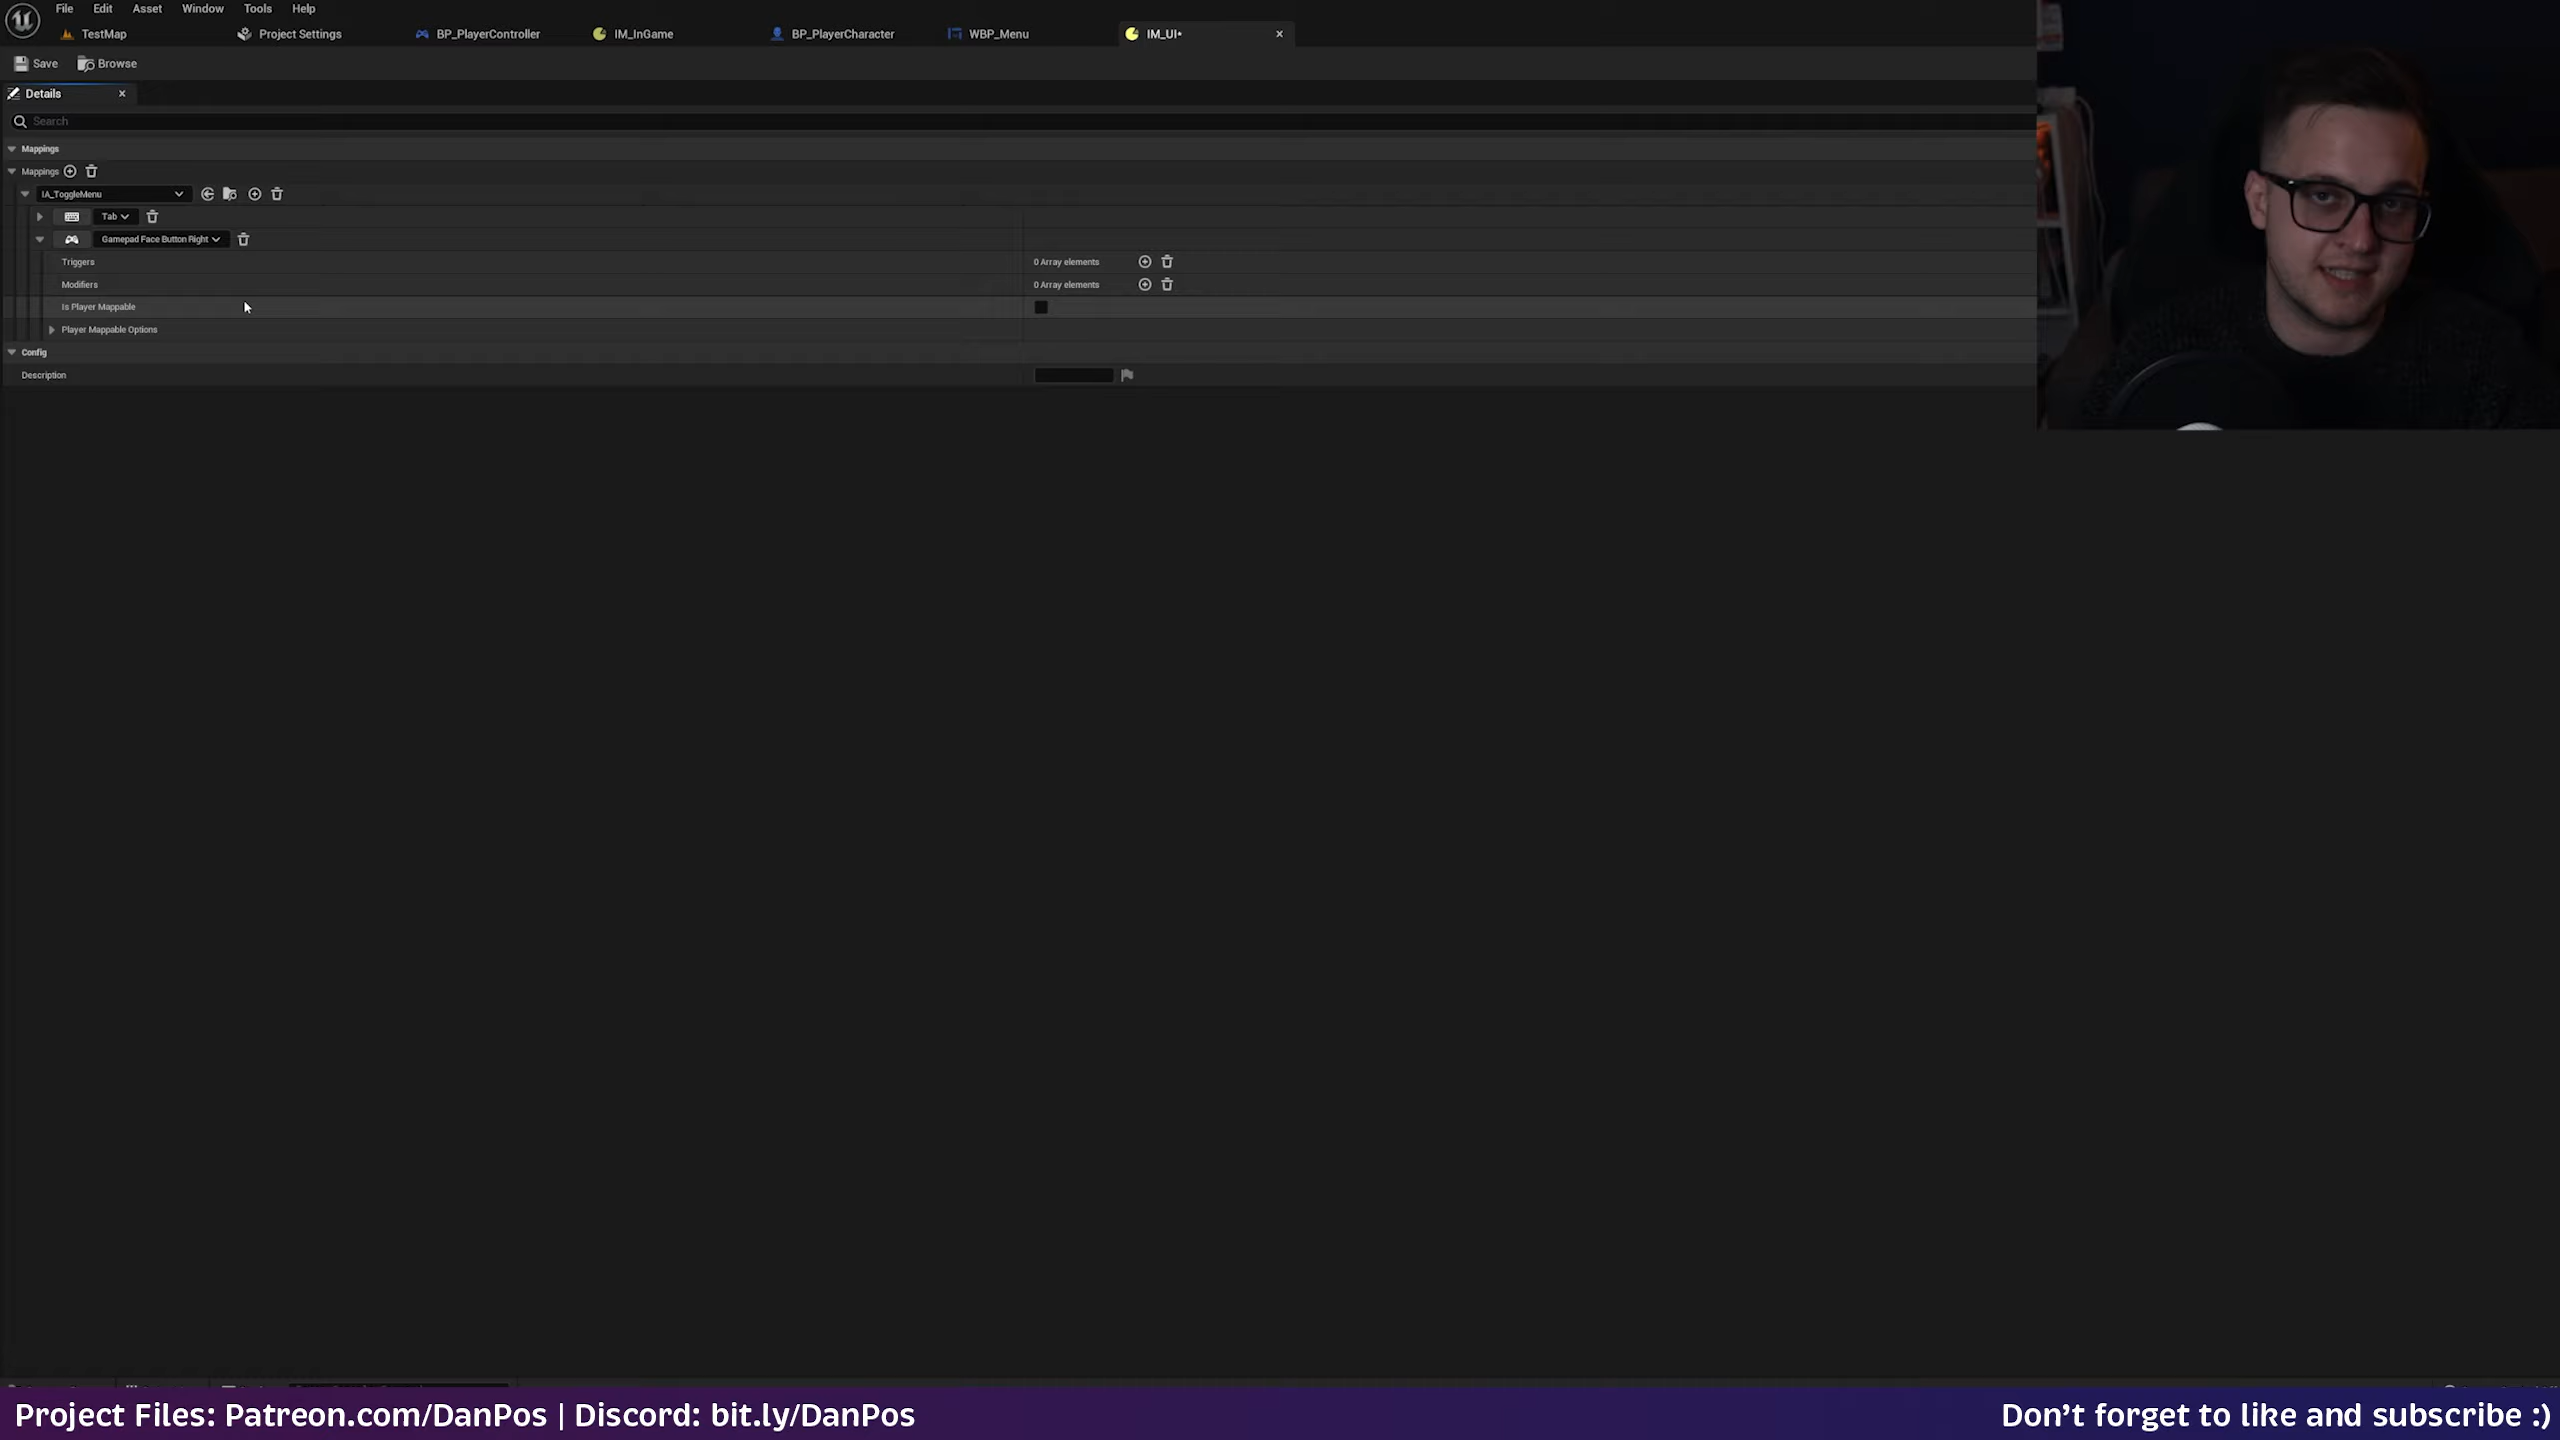 File Edit Asset Window Tools Help
TestMap Project Settings BP_PlayerController IM_InGame BP_PlayerCharacter WBP_Menu IM_UI*
Save Browse
Details
Search
Mappings
Mappings
IA_ToggleMenu
Tab
Gamepad Face Button Right
Triggers 0 Array elements
Modifiers 0 Array elements
Is Player Mappable
Player Mappable Options
Config
Description
Project Files: Patreon.com/DanPos | Discord: bit.ly/DanPos Don't forget to like and subscribe :)